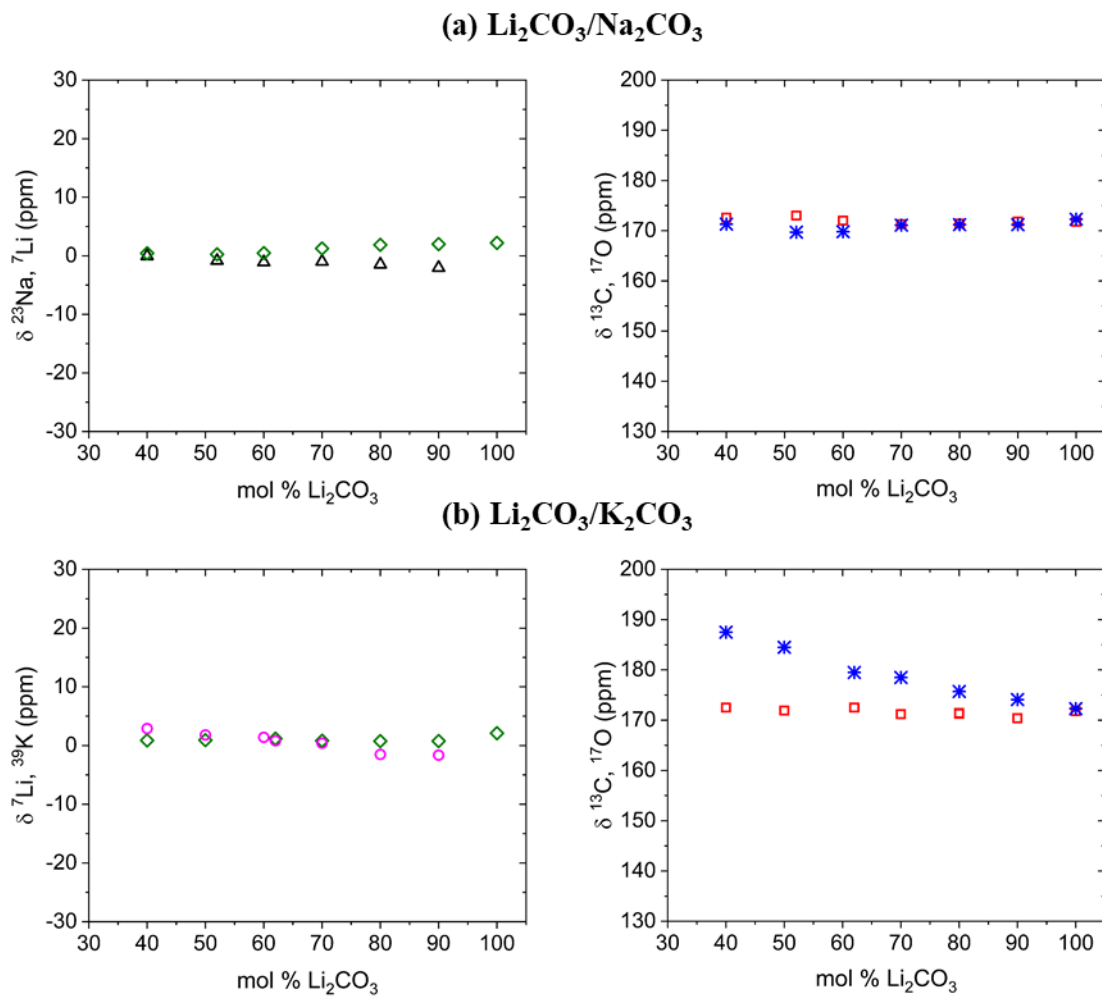 (a) Li₂CO₃/Na₂CO₃
δ ²³Na, ⁷Li (ppm)
30
20
10
0
-10
-20
-30
30 40 50 60 70 80 90 100
mol % Li₂CO₃
δ ¹³C, ¹⁷O (ppm)
200
190
180
170
160
150
140
130
30 40 50 60 70 80 90 100
mol % Li₂CO₃
(b) Li₂CO₃/K₂CO₃
δ ⁷Li, ³⁹K (ppm)
30
20
10
0
-10
-20
-30
30 40 50 60 70 80 90 100
mol % Li₂CO₃
δ ¹³C, ¹⁷O (ppm)
200
190
180
170
160
150
140
130
30 40 50 60 70 80 90 100
mol % Li₂CO₃